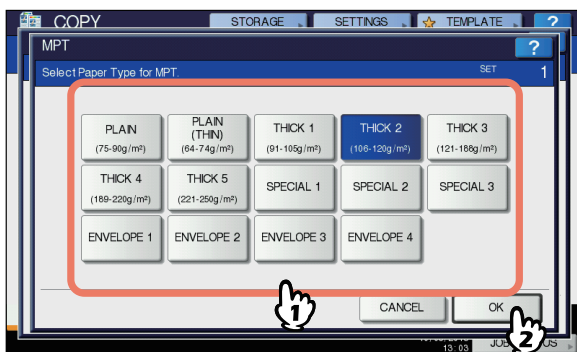 COPY STORAGE SETTINGS TEMPLATE ?
MPT ?
Select Paper Type for MPT. SET 1
PLAIN
(75-90g/m²)
PLAIN
(THIN)
(64-74g/m²)
THICK 1
(91-105g/m²)
THICK 2
(106-120g/m²)
THICK 3
(121-188g/m²)
THICK 4
(189-220g/m²)
THICK 5
(221-250g/m²)
SPECIAL 1
SPECIAL 2
SPECIAL 3
ENVELOPE 1
ENVELOPE 2
ENVELOPE 3
ENVELOPE 4
1
CANCEL
OK
2
13:03